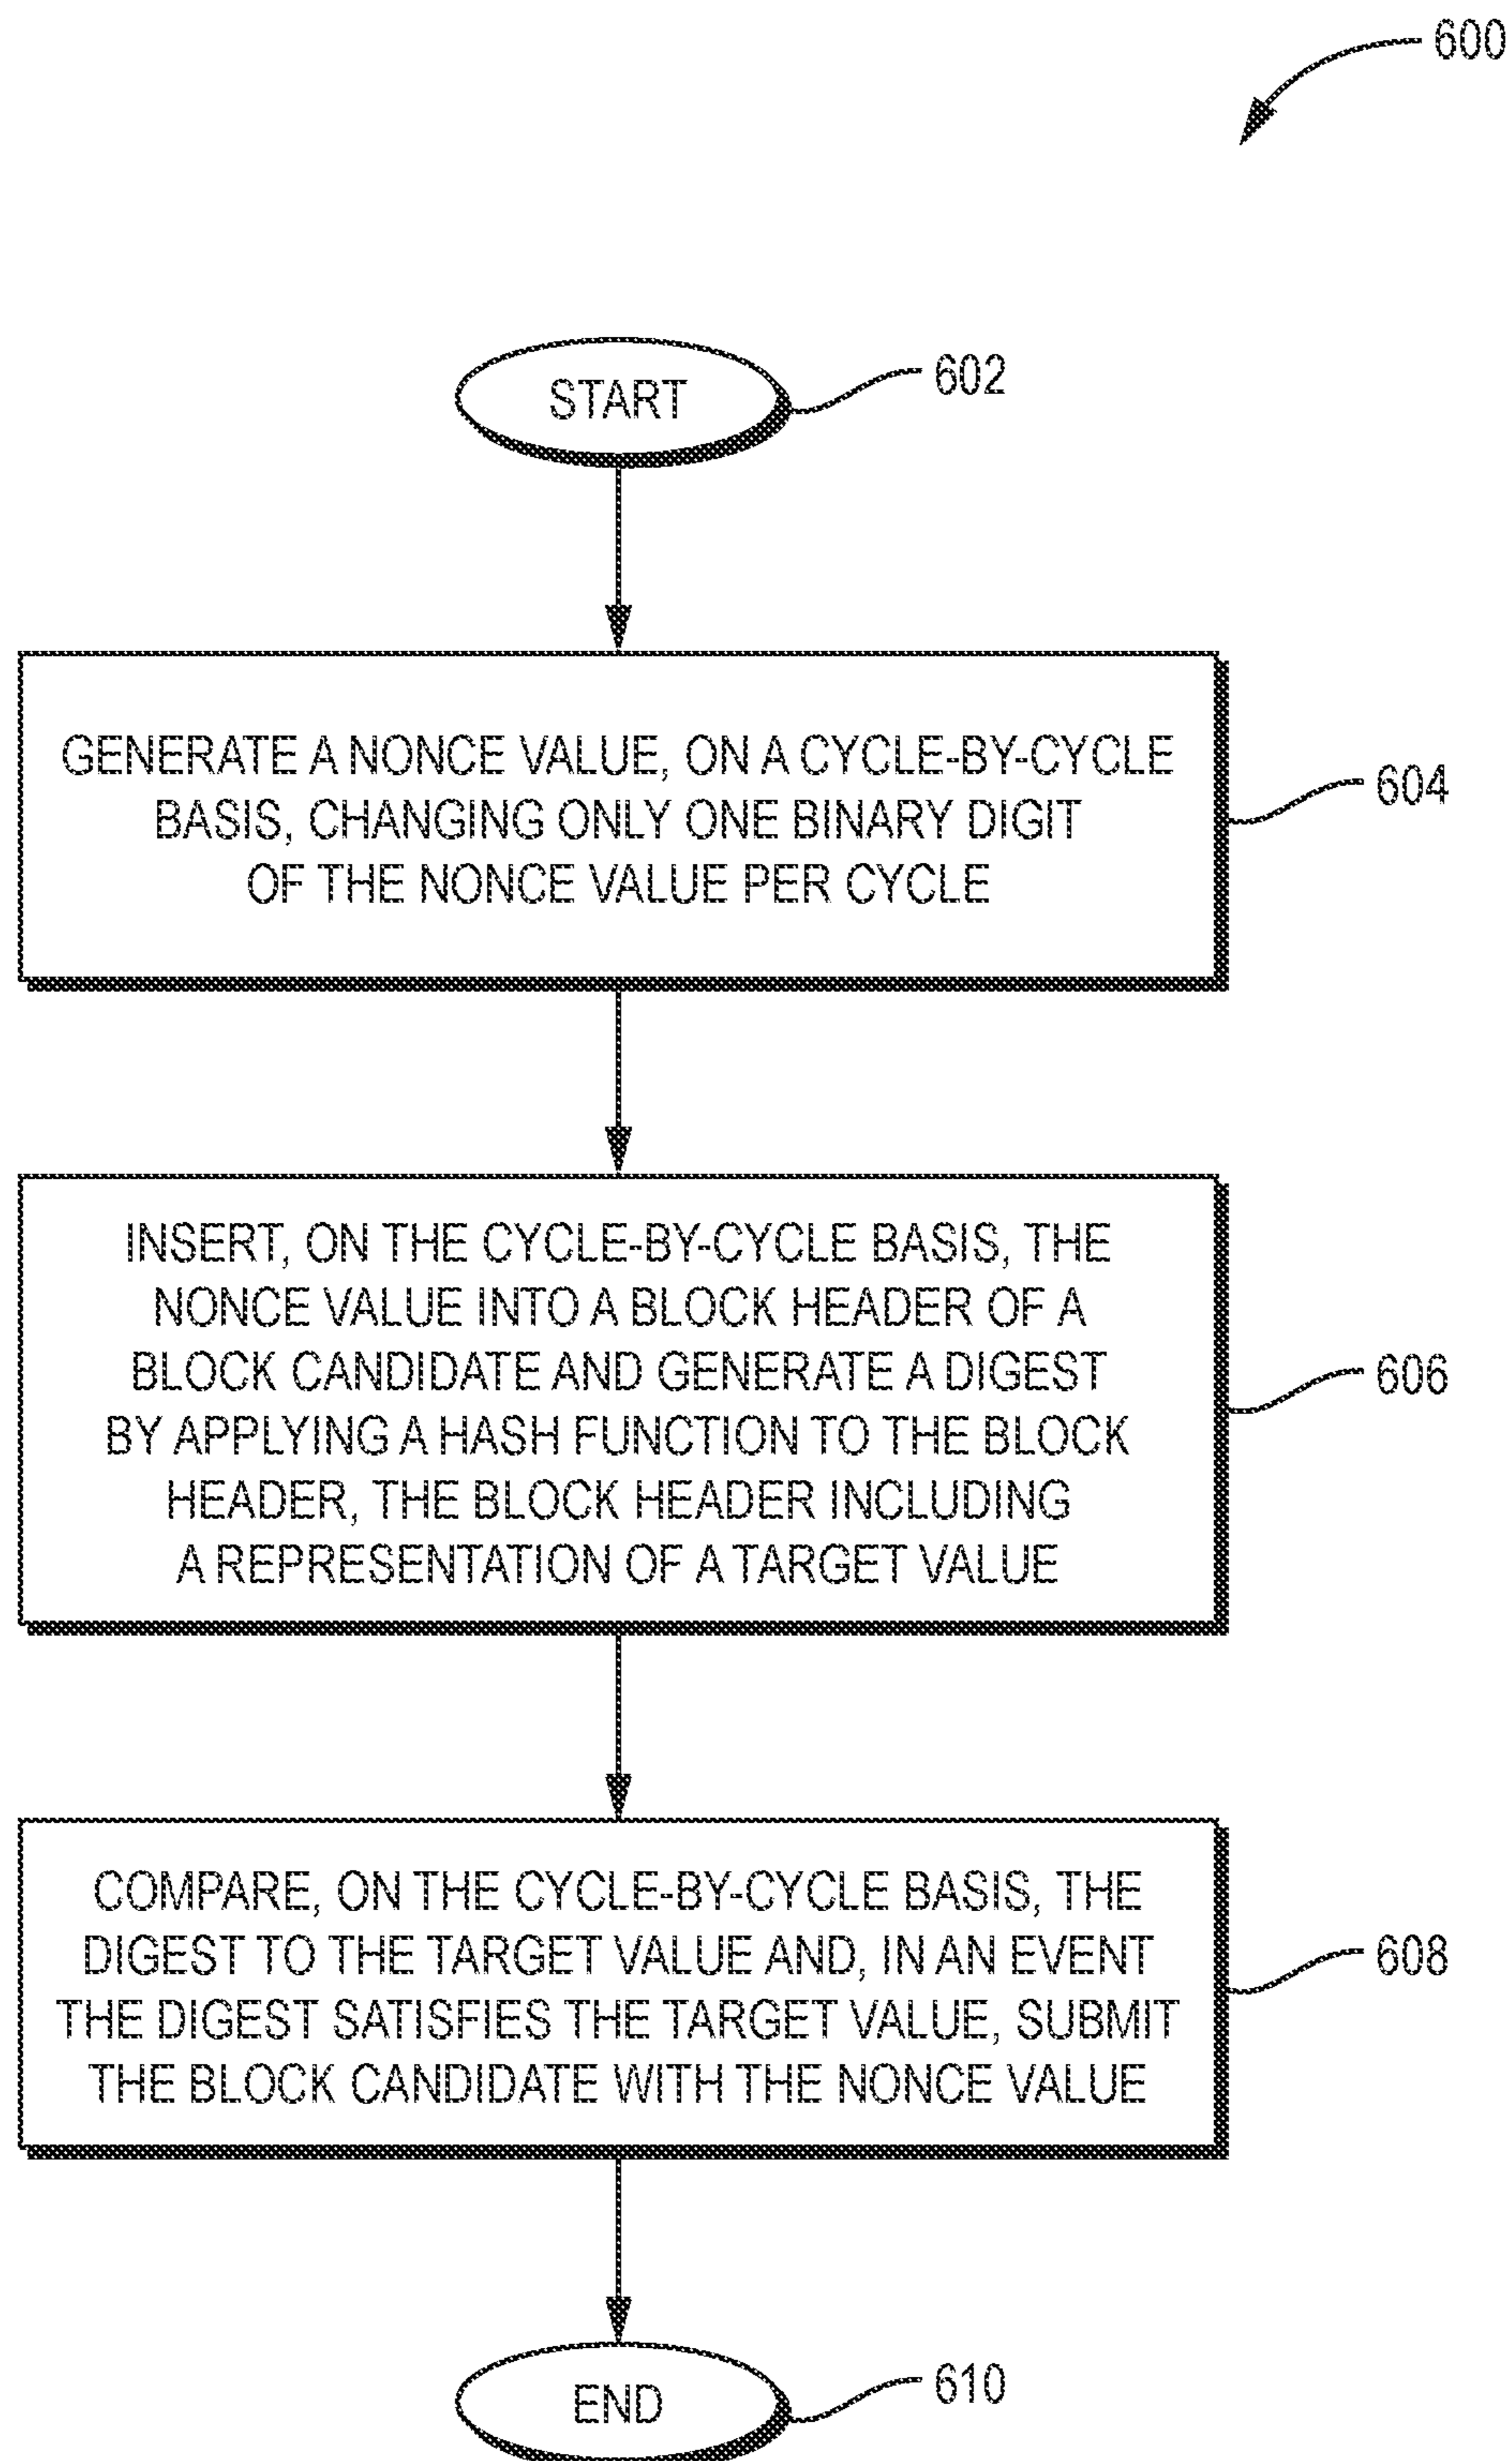 600
START
602
GENERATE A NONCE VALUE, ON A CYCLE-BY-CYCLE
BASIS, CHANGING ONLY ONE BINARY DIGIT
OF THE NONCE VALUE PER CYCLE
604
INSERT, ON THE CYCLE-BY-CYCLE BASIS, THE
NONCE VALUE INTO A BLOCK HEADER OF A
BLOCK CANDIDATE AND GENERATE A DIGEST
BY APPLYING A HASH FUNCTION TO THE BLOCK
HEADER, THE BLOCK HEADER INCLUDING
A REPRESENTATION OF A TARGET VALUE
606
COMPARE, ON THE CYCLE-BY-CYCLE BASIS, THE
DIGEST TO THE TARGET VALUE AND, IN AN EVENT
THE DIGEST SATISFIES THE TARGET VALUE, SUBMIT
THE BLOCK CANDIDATE WITH THE NONCE VALUE
608
END
610